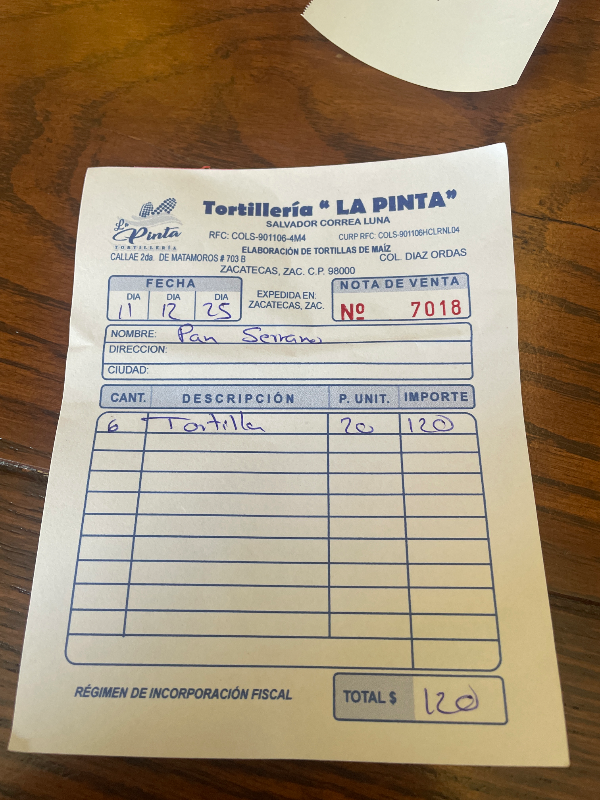 Tortillería “LA PINTA”
La Pinta
TORTILLERÍA
SALVADOR CORREA LUNA
RFC: COLS-901106-4M4 CURP RFC: COLS-901106HCLRNL04
ELABORACIÓN DE TORTILLAS DE MAÍZ
CALLAE 2da. DE MATAMOROS # 703 B COL. DIAZ ORDAS
ZACATECAS, ZAC. C.P. 98000
FECHA
DIA DIA DIA
11 12 25
EXPEDIDA EN:
ZACATECAS, ZAC.
NOTA DE VENTA
Nº 7018
NOMBRE: Pan Serrano
DIRECCION:
CIUDAD:
CANT. DESCRIPCIÓN P. UNIT. IMPORTE
6 Tortilla 20 120
RÉGIMEN DE INCORPORACIÓN FISCAL
TOTAL $ 120